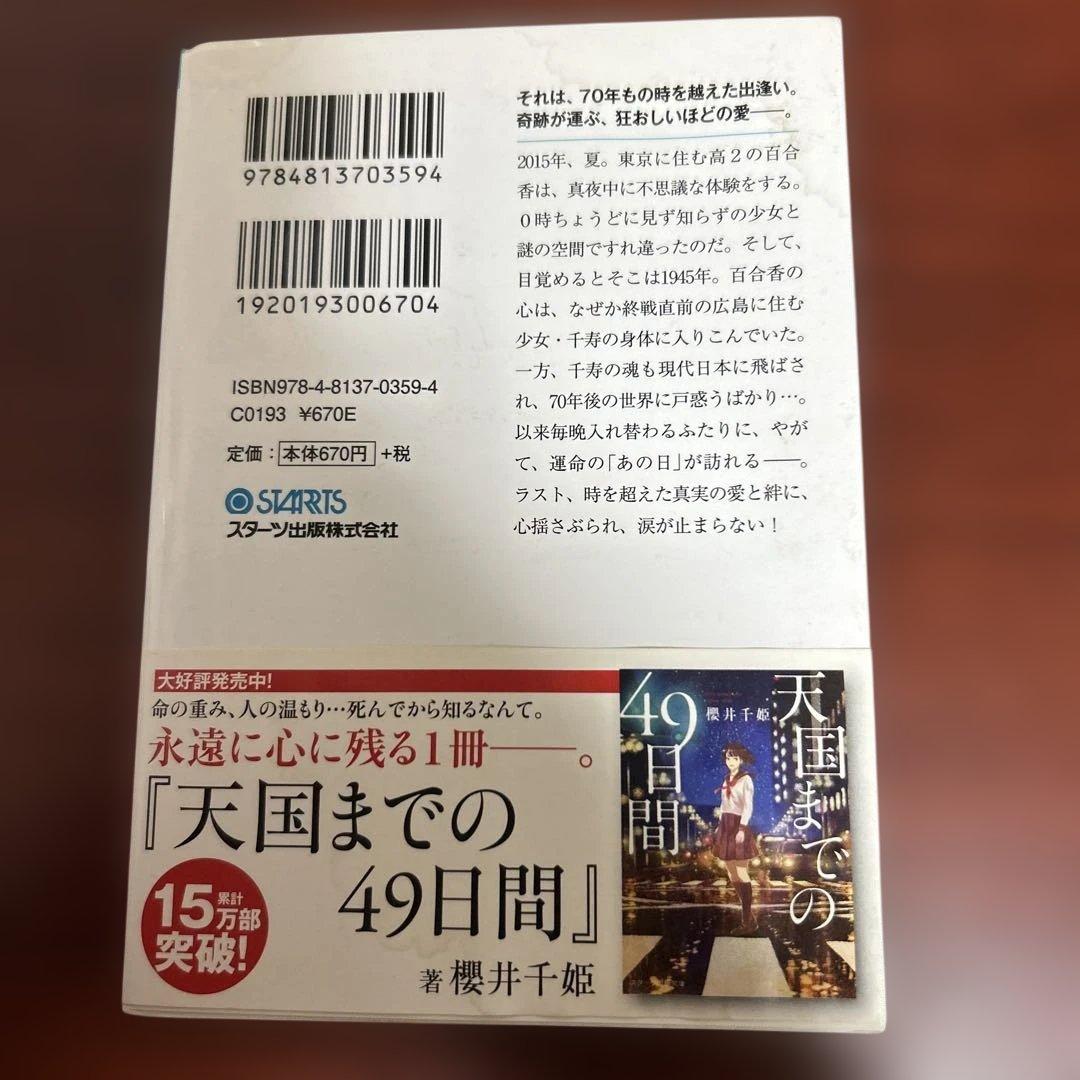 9784813703594
1920193006704
ISBN978-4-8137-0359-4
C0193 ¥670E
定価：本体670円+税
STARTS
スターツ出版株式会社
それは、70年もの時を越えた出逢い。
奇跡が運ぶ、狂おしいほどの愛──。
2015年、夏。東京に住む高２の百合
香は、真夜中に不思議な体験をする。
０時ちょうどに見ず知らずの少女と
謎の空間ですれ違ったのだ。そして、
目覚めるとそこは1945年。百合香の
心は、なぜか終戦直前の広島に住む
少女・千寿の身体に入りこんでいた。
一方、千寿の魂も現代日本に飛ばさ
れ、70年後の世界に戸惑うばかり…。
以来毎晩入れ替わるふたりに、やが
て、運命の「あの日」が訪れる──。
ラスト、時を超えた真実の愛と絆に、
心揺さぶられ、涙が止まらない！
大好評発売中!
命の重み、人の温もり…死んでから知るなんて。
永遠に心に残る１冊──。
『天国までの
49日間』
累計
15万部
突破!
著 櫻井千姫
天国までの
49日間
櫻井千姫